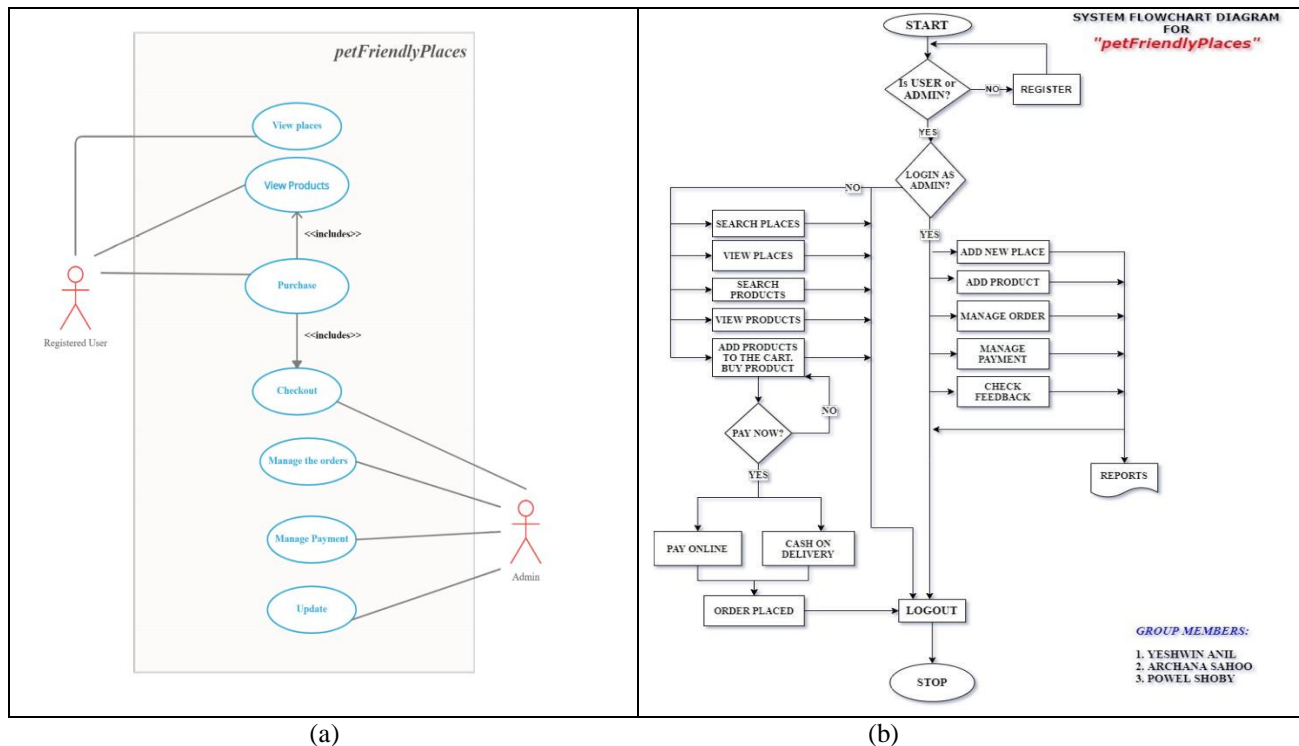 petFriendlyPlaces
View places
View Products
<<includes>>
Purchase
Registered User
<<includes>>
Checkout
Manage the orders
Manage Payment
Admin
Update
(a)
SYSTEM FLOWCHART DIAGRAM
FOR
"petFriendlyPlaces"
START
Is USER or
ADMIN?
NO
REGISTER
YES
LOGIN AS
ADMIN?
NO
YES
SEARCH PLACES
VIEW PLACES
SEARCH
PRODUCTS
VIEW PRODUCTS
ADD PRODUCTS
TO THE CART.
BUY PRODUCT
ADD NEW PLACE
ADD PRODUCT
MANAGE ORDER
MANAGE
PAYMENT
CHECK
FEEDBACK
NO
PAY NOW?
YES
REPORTS
PAY ONLINE
CASH ON
DELIVERY
ORDER PLACED
LOGOUT
STOP
GROUP MEMBERS:
1. YESHWIN ANIL
2. ARCHANA SAHOO
3. POWEL SHOBY
(b)